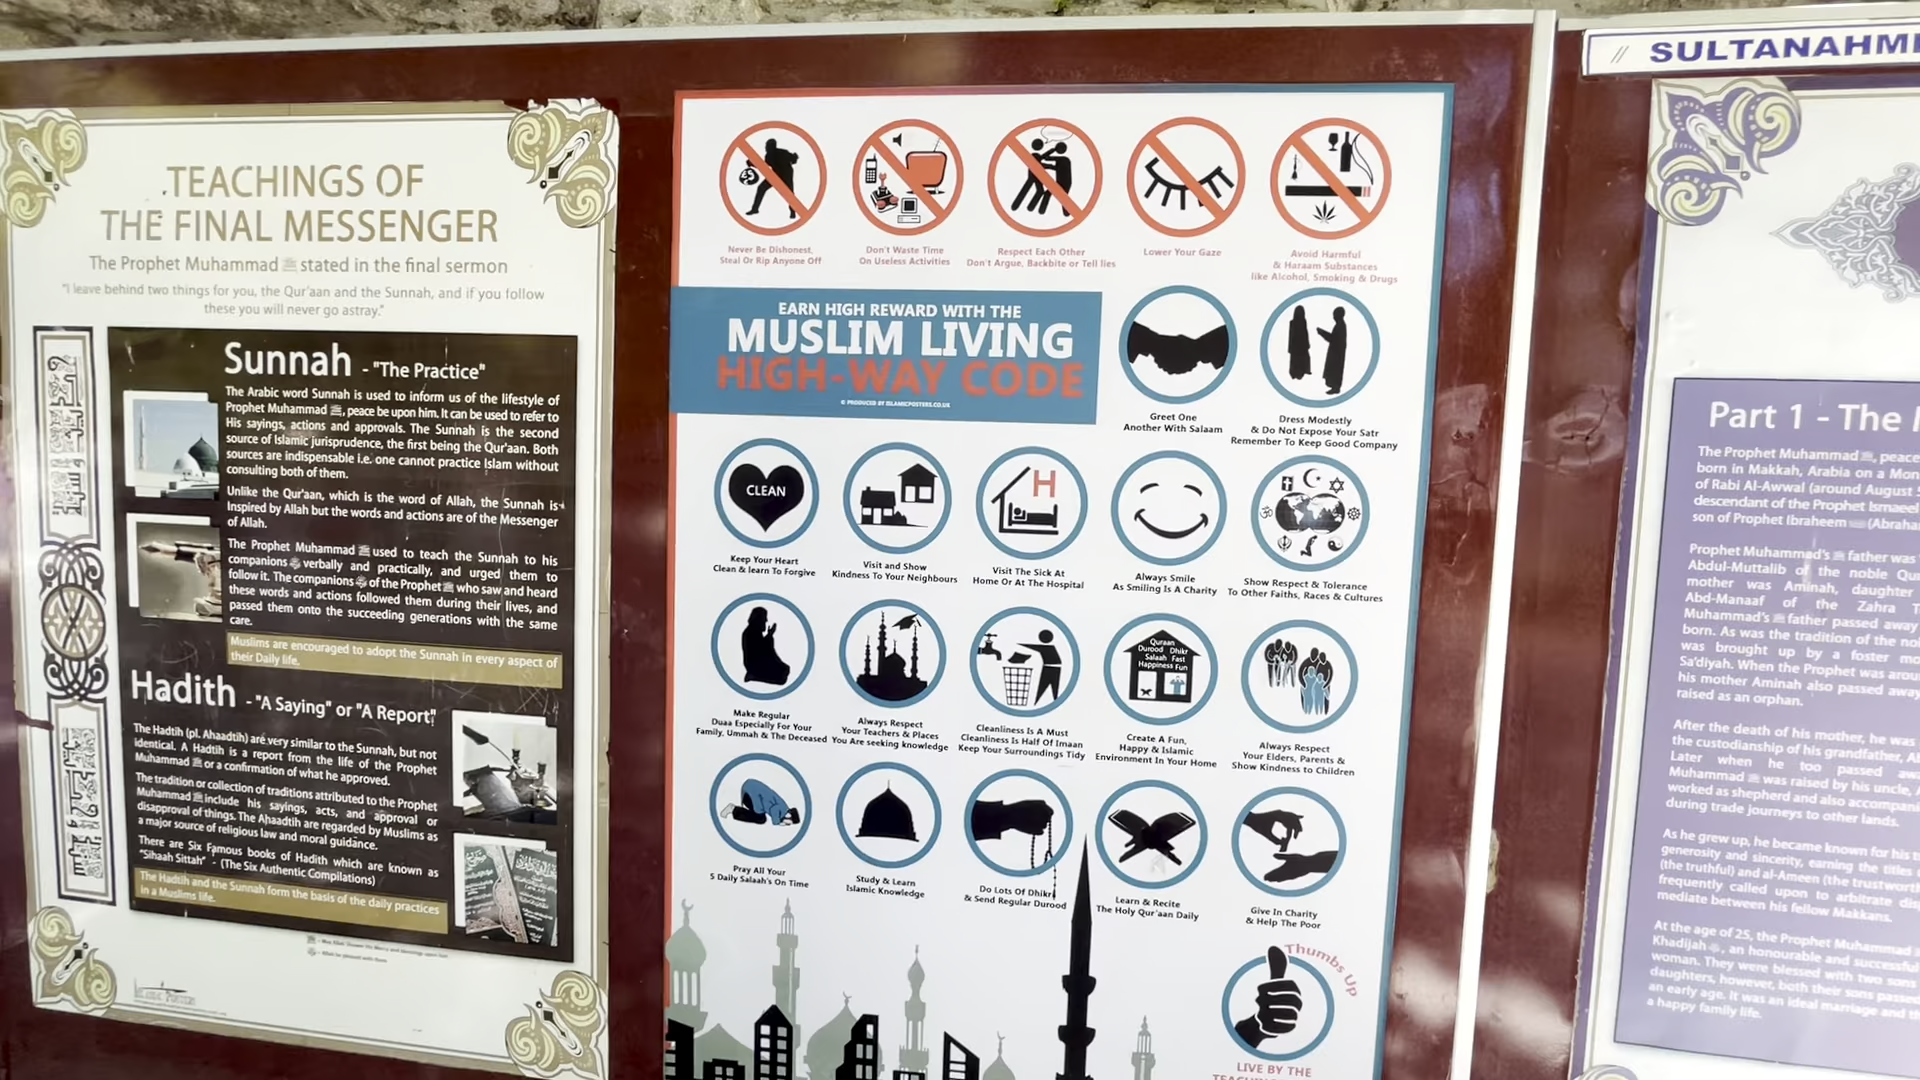 TEACHINGS OF
THE FINAL MESSENGER
The Prophet Muhammad ﷺ stated in the final sermon
"I leave behind two things for you, the Qur'aan and the Sunnah, and if you follow
these you will never go astray."
Sunnah - "The Practice"
The Arabic word Sunnah is used to inform us of the lifestyle of
Prophet Muhammad ﷺ, peace be upon him. It can be used to refer to
His sayings, actions and approvals. The Sunnah is the second
source of Islamic jurisprudence, the first being the Qur'aan. Both
sources are indispensable i.e. one cannot practice Islam without
consulting both of them.
Unlike the Qur'aan, which is the word of Allah, the Sunnah is
Inspired by Allah but the words and actions are of the Messenger
of Allah.
The Prophet Muhammad ﷺ used to teach the Sunnah to his
companions verbally and practically, and urged them to
follow it. The companions of the Prophet ﷺ who saw and heard
these words and actions followed them during their lives, and
passed them onto the succeeding generations with the same
care.
Muslims are encouraged to adopt the Sunnah in every aspect of
their Daily life.
Hadith - "A Saying" or "A Report"
The Hadtih (pl. Ahaadtih) are very similar to the Sunnah, but not
identical. A Hadtih is a report from the life of the Prophet
Muhammad ﷺ or a confirmation of what he approved.
The tradition or collection of traditions attributed to the Prophet
Muhammad ﷺ include his sayings, acts, and approval or
disapproval of things. The Ahaadtih are regarded by Muslims as
a major source of religious law and moral guidance.
There are Six Famous books of Hadith which are known as
"Sihaah Sittah" - (The Six Authentic Compilations)
The Hadtih and the Sunnah form the basis of the daily practices
in a Muslims life.
ISLAMIC POSTERS
Never Be Dishonest,
Steal Or Rip Anyone Off
Don't Waste Time
On Useless Activities
Respect Each Other
Don't Argue, Backbite or Tell lies
Lower Your Gaze
Avoid Harmful
& Haraam Substances
like Alcohol, Smoking & Drugs
EARN HIGH REWARD WITH THE
MUSLIM LIVING
HIGH-WAY CODE
© PRODUCED BY ISLAMICPOSTERS.CO.UK
Greet One
Another With Salaam
Dress Modestly
& Do Not Expose Your Satr
Remember To Keep Good Company
CLEAN
Keep Your Heart
Clean & learn To Forgive
Visit and Show
Kindness To Your Neighbours
H
Visit The Sick At
Home Or At The Hospital
Always Smile
As Smiling Is A Charity
Show Respect & Tolerance
To Other Faiths, Races & Cultures
Make Regular
Duaa Especially For Your
Family, Ummah & The Deceased
Always Respect
Your Teachers & Places
You Are seeking knowledge
Cleanliness Is A Must
Cleanliness Is Half Of Imaan
Keep Your Surroundings Tidy
Quraan
Durood Dhikr
Salaah Fast
Happiness Fun
Create A Fun,
Happy & Islamic
Environment In Your Home
Always Respect
Your Elders, Parents &
Show Kindness to Children
Pray All Your
5 Daily Salaah's On Time
Study & Learn
Islamic Knowledge
Do Lots Of Dhikr
& Send Regular Durood
Learn & Recite
The Holy Qur'aan Daily
Give In Charity
& Help The Poor
Thumbs Up
LIVE BY THE
SULTANAHM
Part 1 - The
The Prophet Muhammad ﷺ, peace
born in Makkah, Arabia on a Mon
of Rabi Al-Awwal (around August
descendant of the Prophet Ismaeel
son of Prophet Ibraheem (Abraha
Prophet Muhammad's ﷺ father was
Abdul-Muttalib of the noble Qu
mother was Aminah, daughter
Abd-Manaaf of the Zahra T
Muhammad's ﷺ father passed away
born. As was the tradition of the no
was brought up by a foster mo
Sa'diyah. When the Prophet was arou
his mother Aminah also passed away
raised as an orphan.
After the death of his mother, he was
the custodianship of his grandfather, Ab
Later when he too passed awa
Muhammad ﷺ was raised by his uncle, A
worked as shepherd and also accompani
during trade journeys to other lands.
As he grew up, he became known for his t
generosity and sincerity, earning the titles
(the truthful) and al-Ameen (the trustworth
frequently called upon to arbitrate dis
mediate between his fellow Makkans.
At the age of 25, the Prophet Muhammad
Khadijah, an honourable and successful
woman. They were blessed with two sons
daughters, however, both their sons passed
an early age. It was an ideal marriage and th
a happy family life.